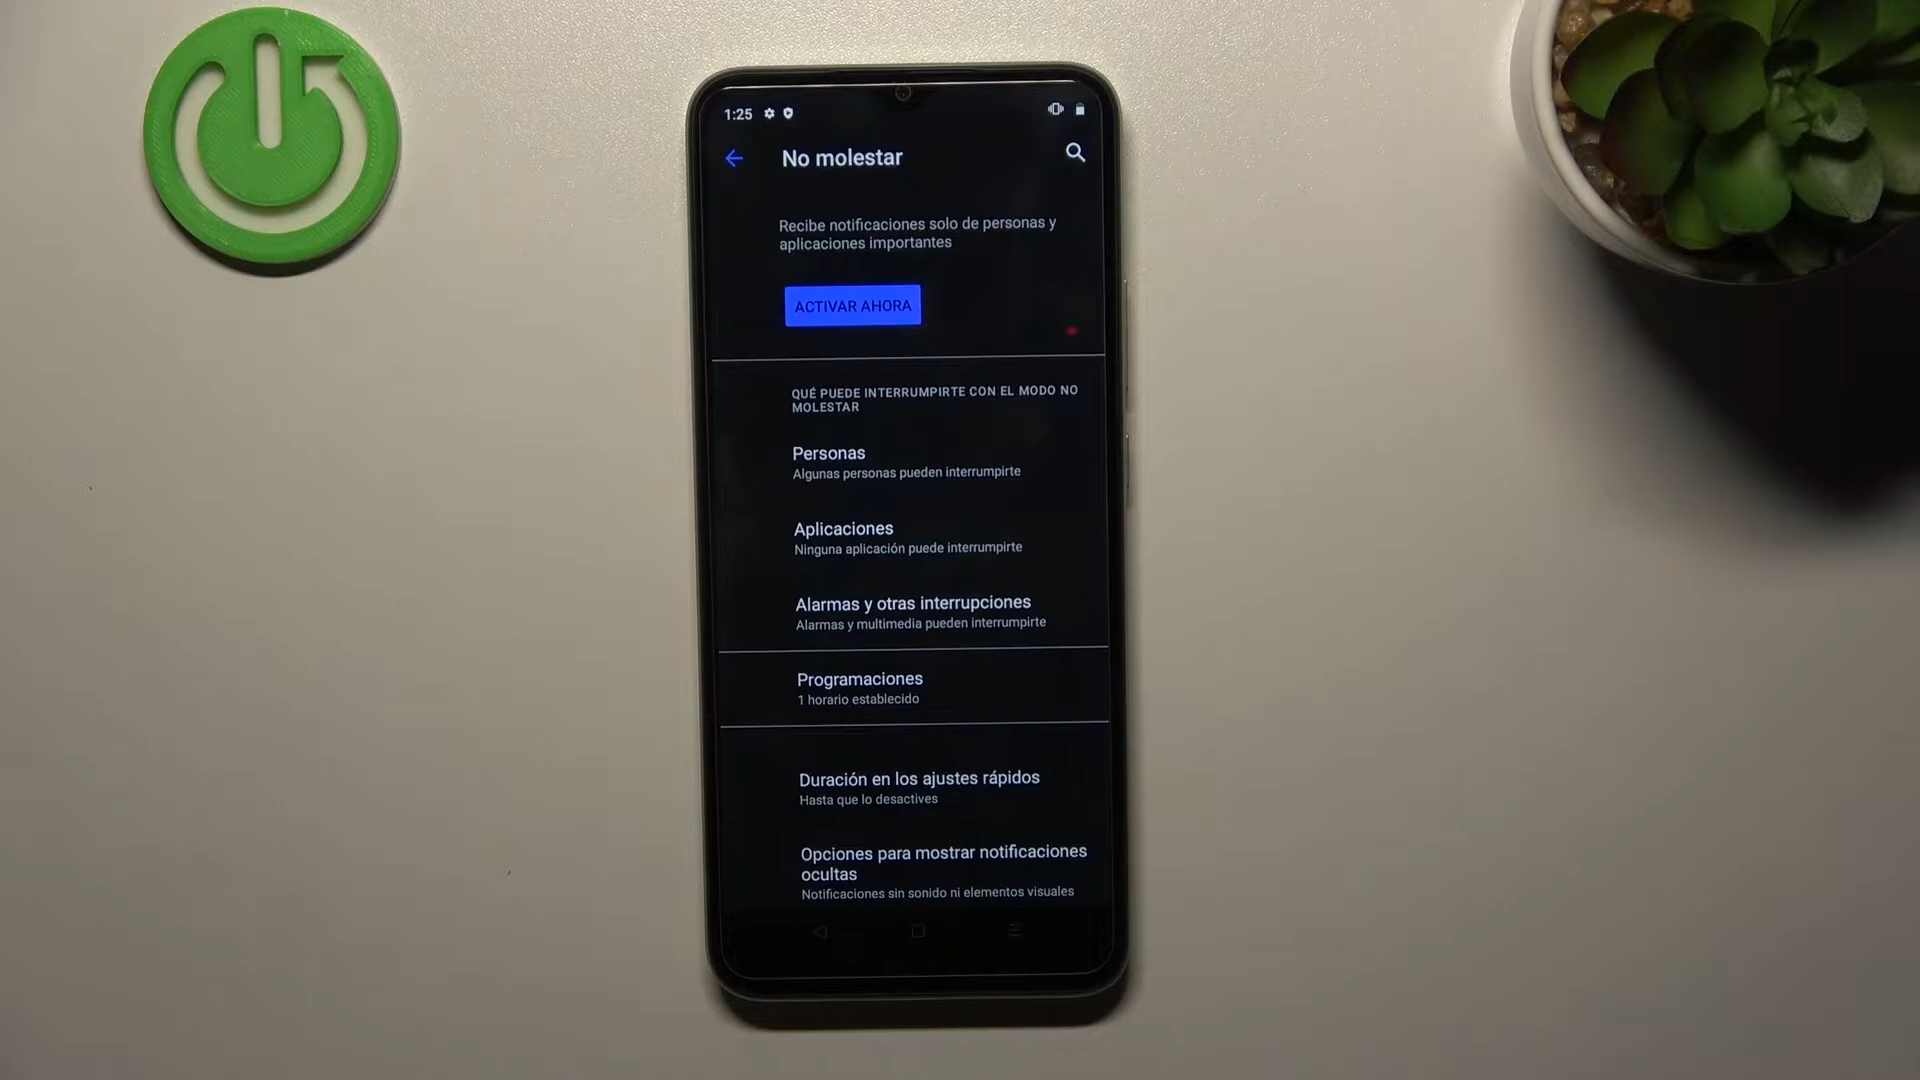 1:25
No molestar
Recibe notificaciones solo de personas y
aplicaciones importantes
ACTIVAR AHORA
QUÉ PUEDE INTERRUMPIRTE CON EL MODO NO
MOLESTAR
Personas
Algunas personas pueden interrumpirte
Aplicaciones
Ninguna aplicación puede interrumpirte
Alarmas y otras interrupciones
Alarmas y multimedia pueden interrumpirte
Programaciones
1 horario establecido
Duración en los ajustes rápidos
Hasta que lo desactives
Opciones para mostrar notificaciones
ocultas
Notificaciones sin sonido ni elementos visuales